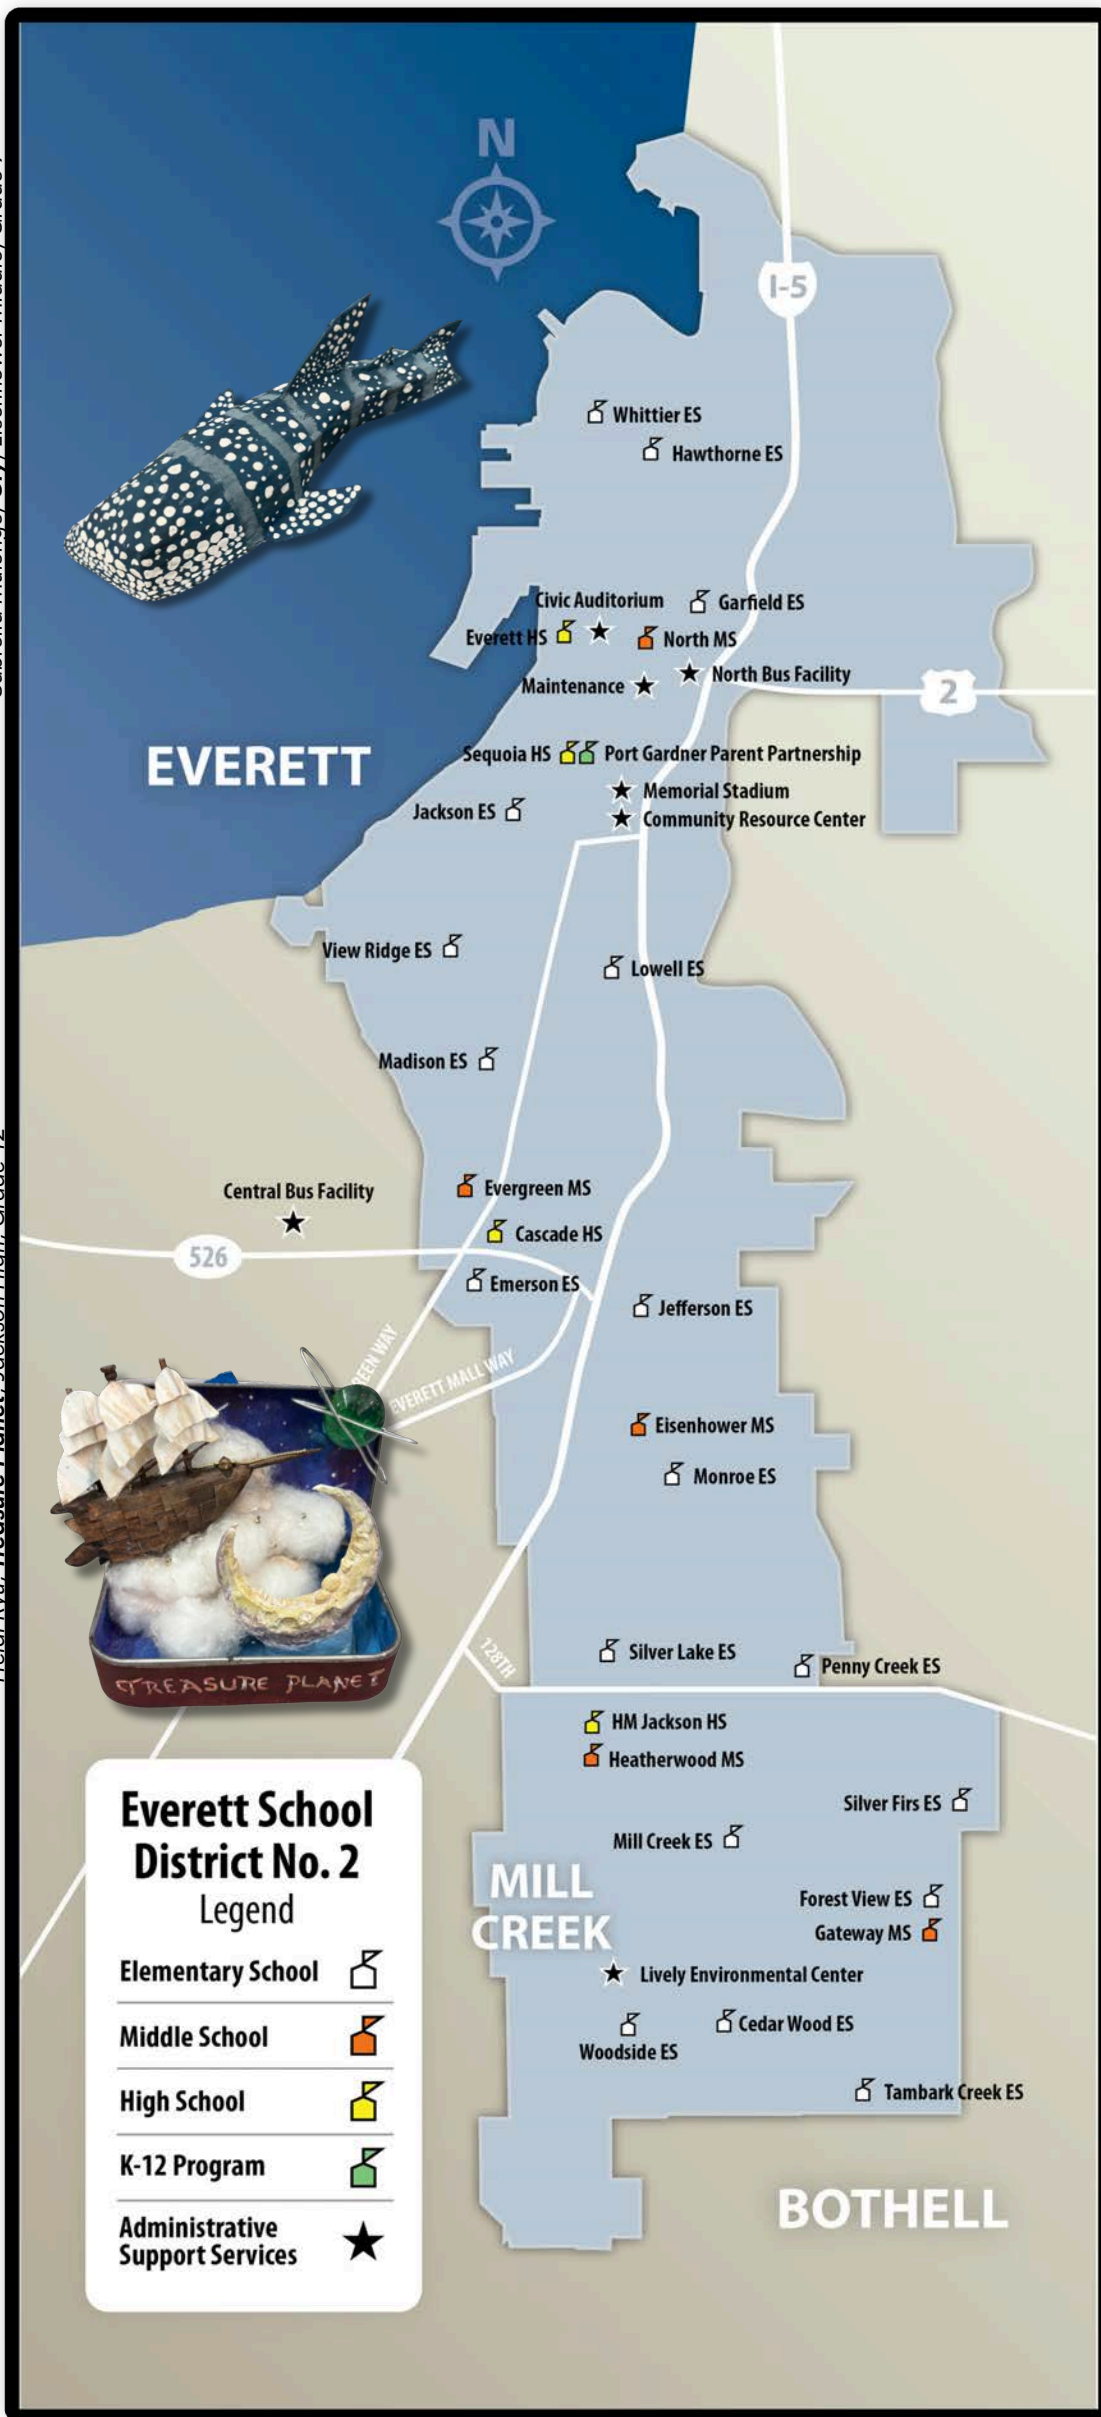 N
I-5
Whittier ES
Hawthorne ES
Civic Auditorium
Garfield ES
Everett HS
North MS
North Bus Facility
Maintenance
2
EVERETT
Sequoia HS
Port Gardner Parent Partnership
Memorial Stadium
Jackson ES
Community Resource Center
View Ridge ES
Lowell ES
Madison ES
Evergreen MS
Central Bus Facility
Cascade HS
526
Emerson ES
Jefferson ES
EVERETT MALL WAY
Eisenhower MS
Monroe ES
128TH
Silver Lake ES
Penny Creek ES
TREASURE PLANET
HM Jackson HS
Heatherwood MS
Silver Firs ES
Mill Creek ES
MILL
CREEK
Forest View ES
Gateway MS
Lively Environmental Center
Cedar Wood ES
Woodside ES
Tambark Creek ES
BOTHELL
Everett School
District No. 2
Legend
Elementary School
Middle School
High School
K-12 Program
Administrative
Support Services